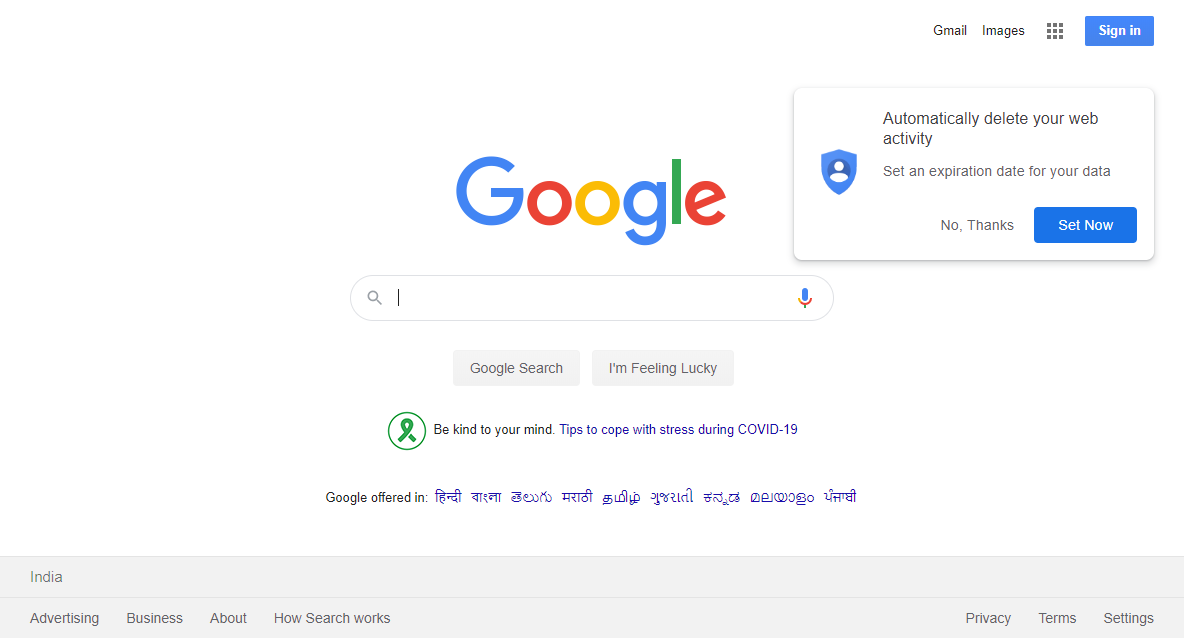 Gmail Images Sign in
Automatically delete your web
activity
Set an expiration date for your data
No, Thanks Set Now
Google
Google Search I'm Feeling Lucky
Be kind to your mind. Tips to cope with stress during COVID-19
Google offered in: हिन्दी বাংলা తెలుగు मराठी தமிழ் ગુજરાતી ಕನ್ನಡ മലയാളം ਪੰਜਾਬੀ
India
Advertising Business About How Search works Privacy Terms Settings